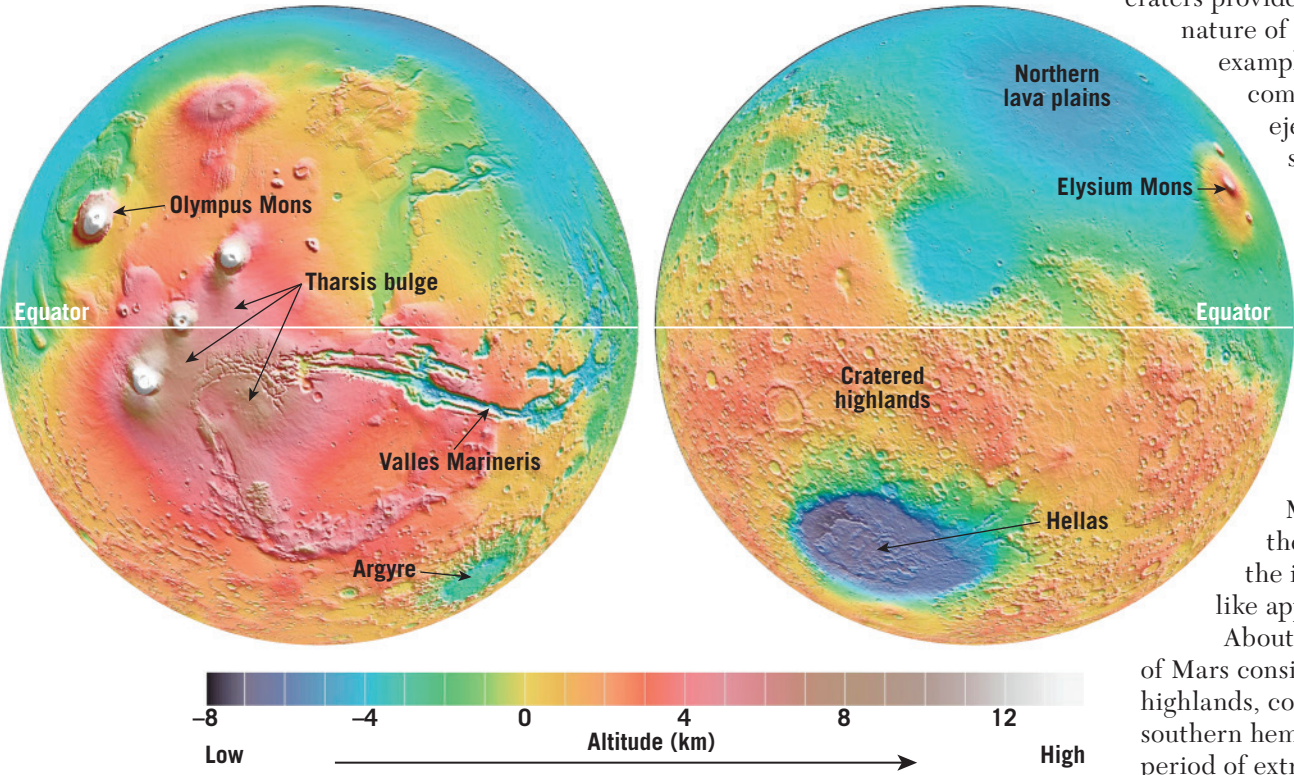 Olympus Mons
Tharsis bulge
Equator
Valles Marineris
Argyre
Northern
lava plains
Elysium Mons
Equator
Cratered
highlands
Hellas
–8 –4 0 4 8 12
Altitude (km)
Low High
craters provide
nature of
exampl
com
eje
s
M
the
the i
like app
About
of Mars consi
highlands, co
southern hem
period of extr